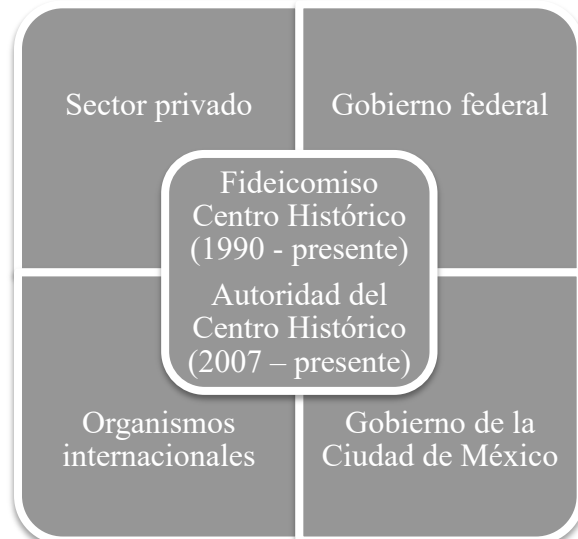 Sector privado
Gobierno federal
Fideicomiso
Centro Histórico
(1990 - presente)
Autoridad del
Centro Histórico
(2007 – presente)
Organismos
internacionales
Gobierno de la
Ciudad de México